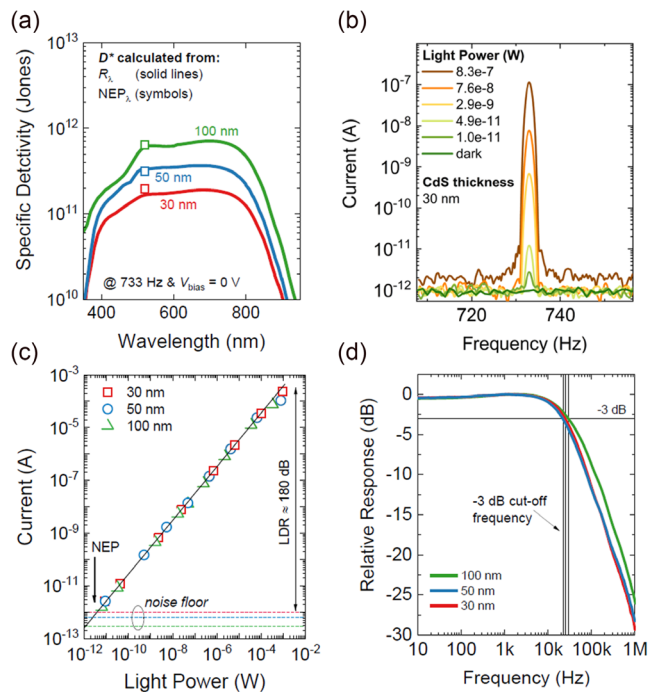 (a)
10^13
10^12
10^11
10^10
Specific Detctivity (Jones)
D* calculated from:
R_λ (solid lines)
NEP_λ (symbols)
100 nm
50 nm
30 nm
@ 733 Hz & V_bias = 0 V
400 600 800
Wavelength (nm)
(b)
Light Power (W)
8.3e-7
7.6e-8
2.9e-9
4.9e-11
1.0e-11
dark
CdS thickness
30 nm
10^-7
10^-8
10^-9
10^-10
10^-11
10^-12
Current (A)
720 740
Frequency (Hz)
(c)
10^-3
10^-5
10^-7
10^-9
10^-11
10^-13
Current (A)
30 nm
50 nm
100 nm
LDR ≈ 180 dB
NEP
noise floor
10^-12 10^-10 10^-8 10^-6 10^-4 10^-2
Light Power (W)
(d)
5
0
-5
-10
-15
-20
-25
-30
Relative Response (dB)
-3 dB
-3 dB cut-off
frequency
100 nm
50 nm
30 nm
10 100 1k 10k 100k 1M
Frequency (Hz)